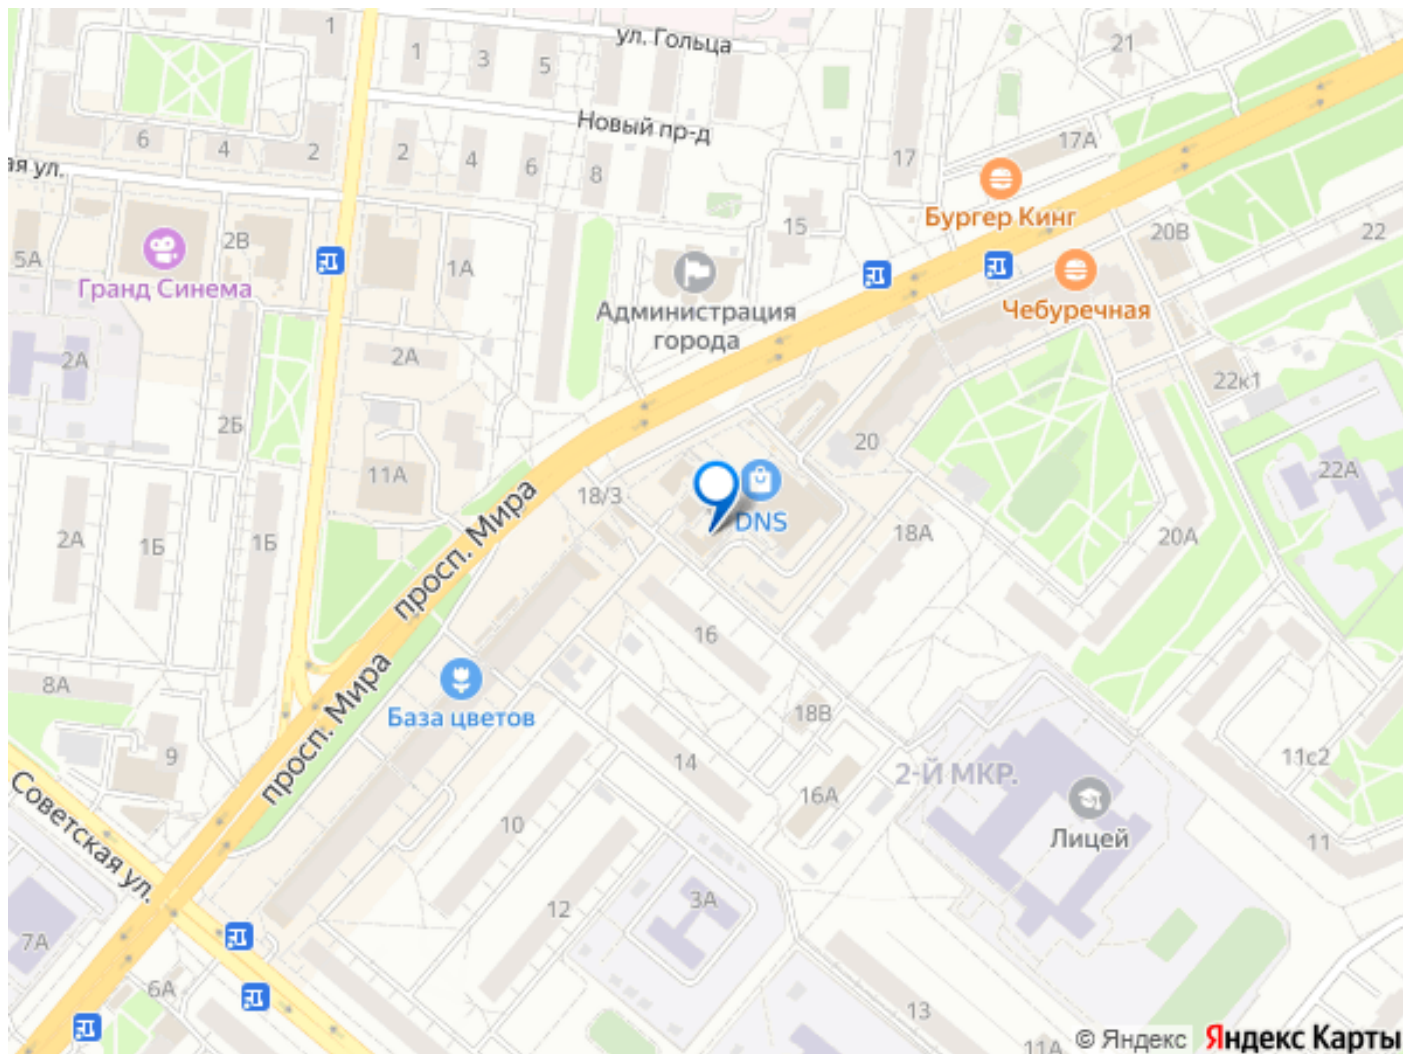 1
ул. Гольца
21
1
3
5
Новый пр-д
17А
6
4
2
2
4
6
8
17
ая ул.
Бургер Кинг
15
20В
22
2В
5А
1А
Гранд Синема
Администрация
города
Чебуречная
2А
2А
22к1
2Б
20
22А
11А
18/3
DNS
18А
20А
2А
1Б
1Б
просп. Мира
16
8А
просп. Мира
База цветов
18В
9
14
2-Й МКР.
11с2
16А
Советская ул.
10
Лицей
11
3А
12
7А
6А
13
11А
© Яндекс
Яндекс Карты